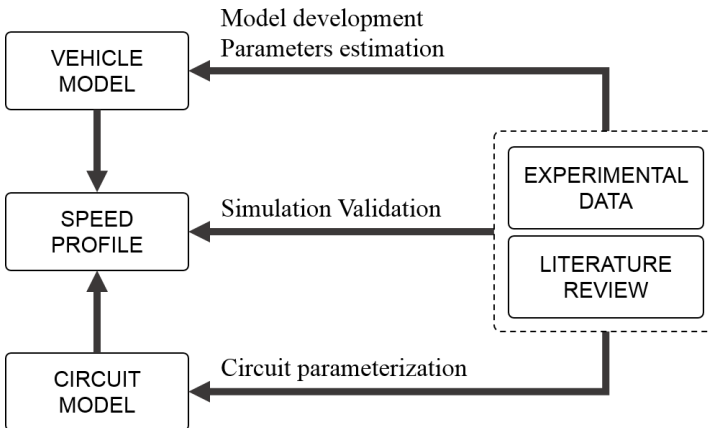 Model development
Parameters estimation
VEHICLE
MODEL
EXPERIMENTAL
DATA
SPEED
PROFILE
Simulation Validation
LITERATURE
REVIEW
Circuit parameterization
CIRCUIT
MODEL